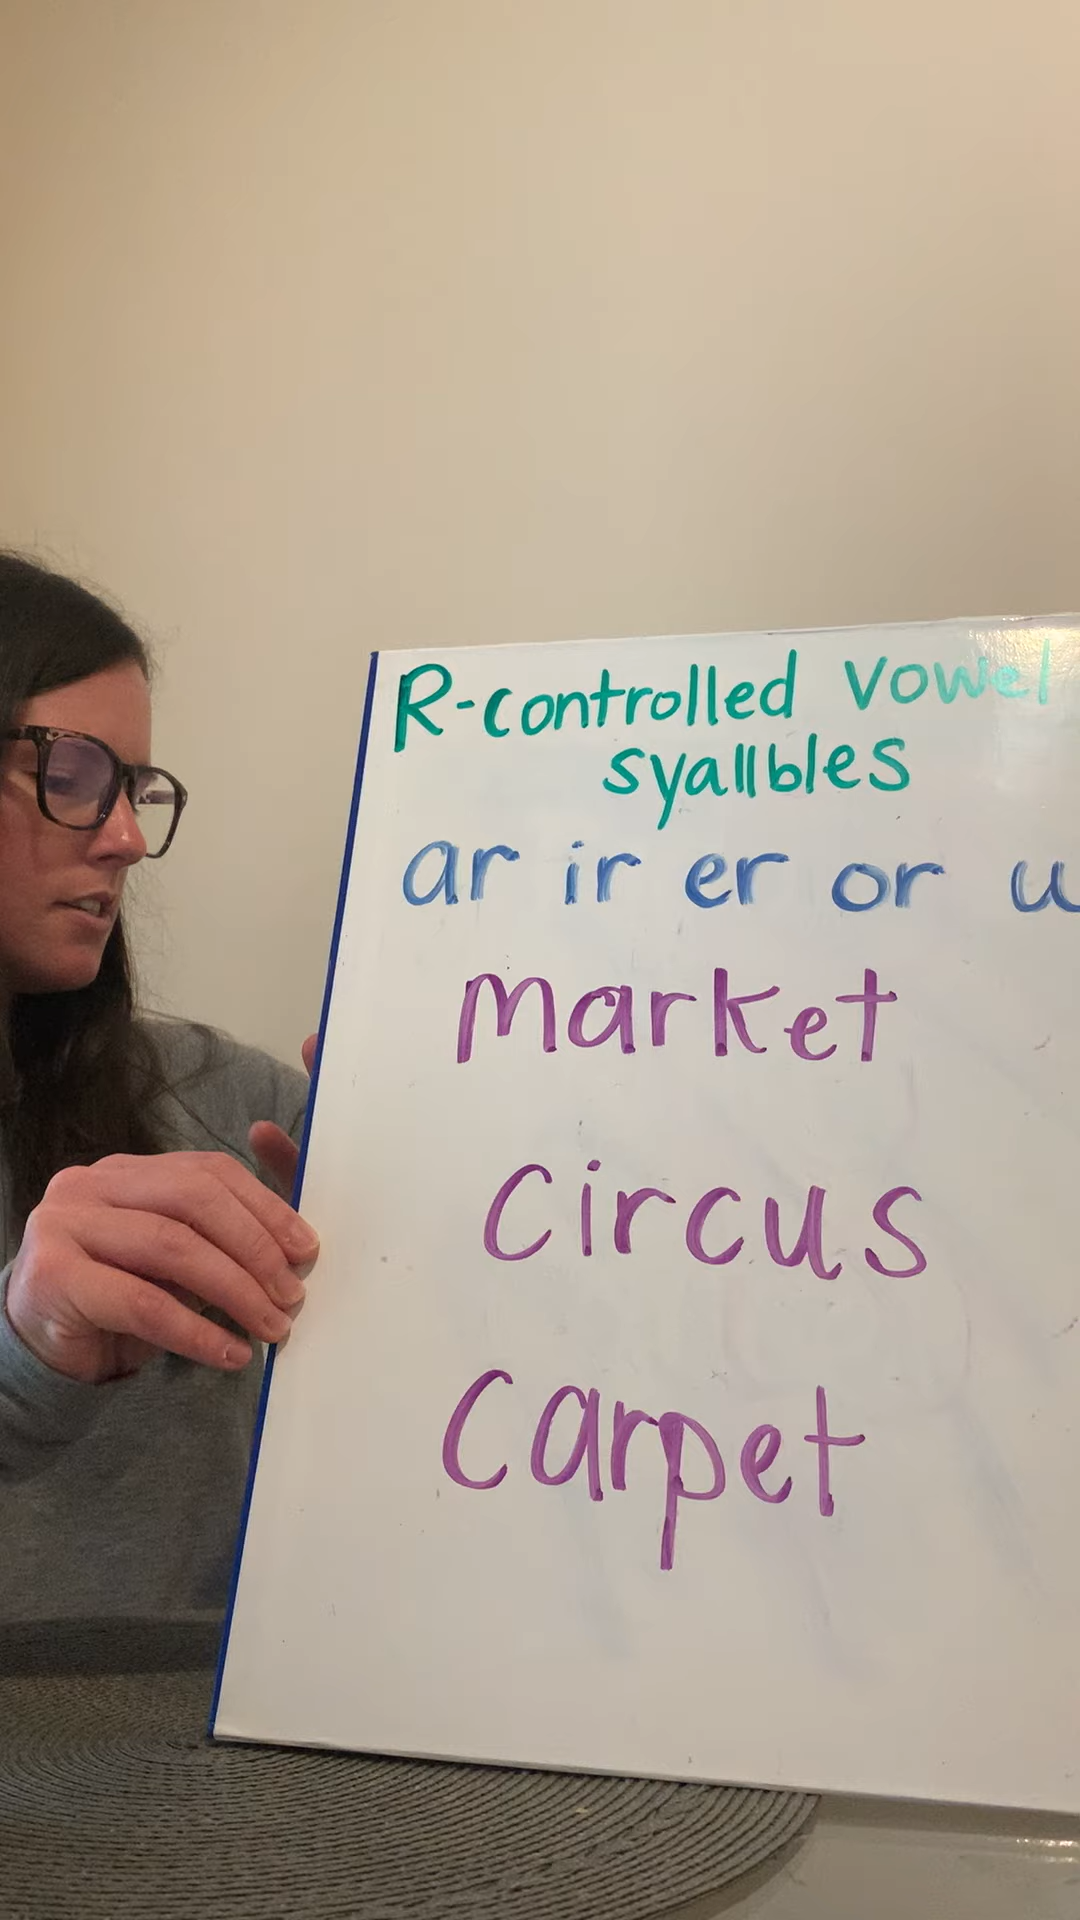 R-controlled vowel
syallbles
ar ir er or u
market
circus
carpet